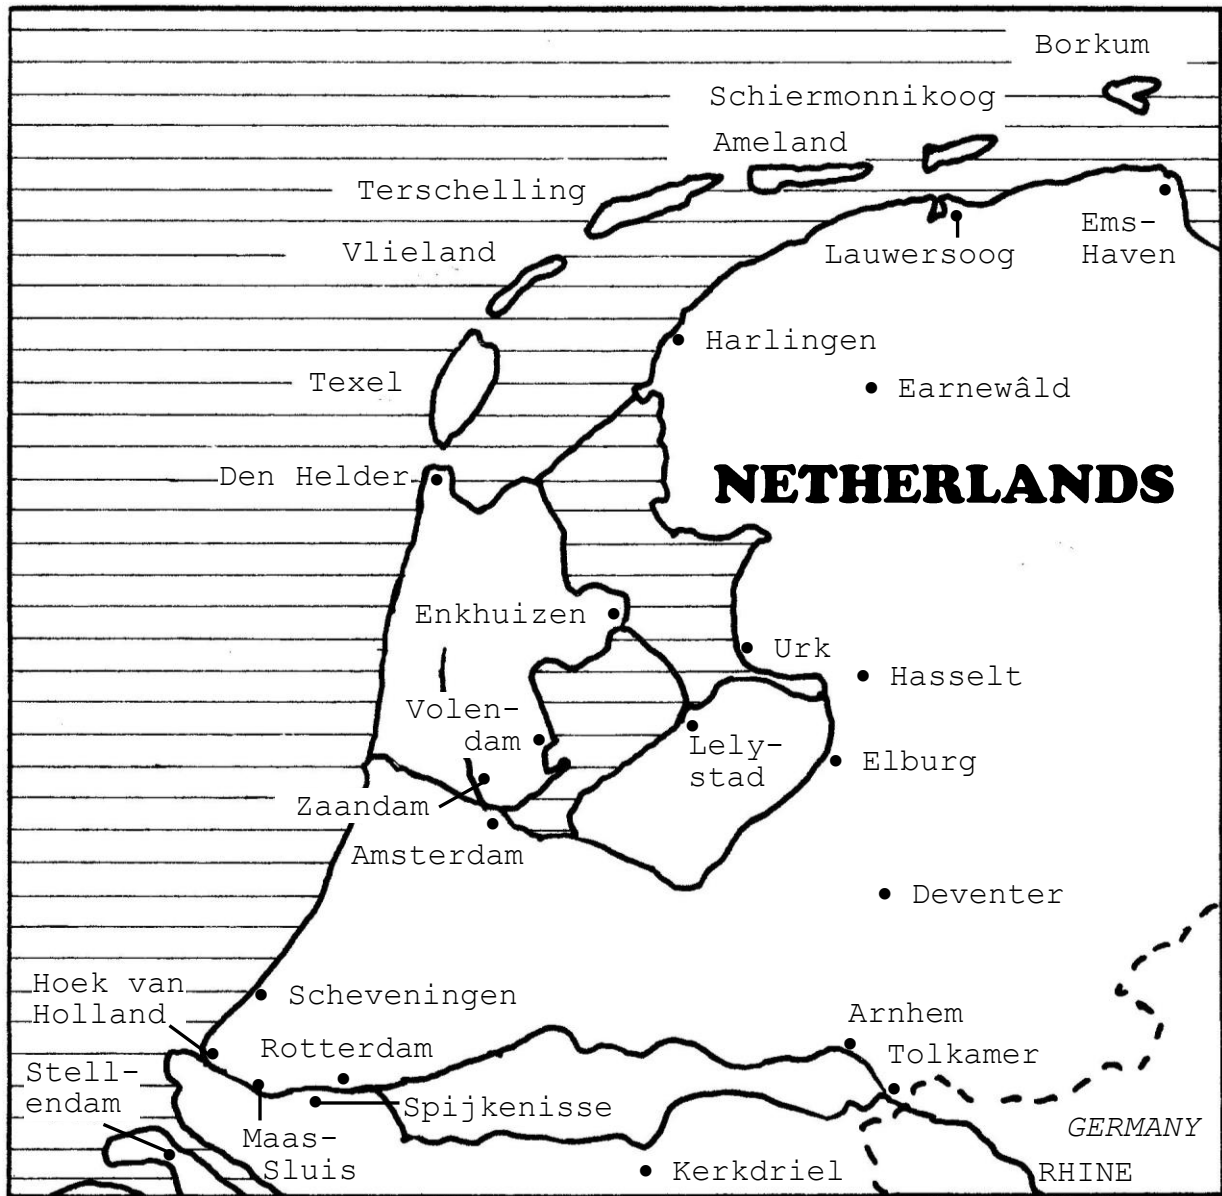 Borkum
Schiermonnikoog
Ameland
Terschelling
Vlieland
Ems-
Haven
Lauwersoog
Harlingen
Texel
Earnewâld
Den Helder
NETHERLANDS
Enkhuizen
Urk
Hasselt
Volen-
dam
Lely-
stad
Elburg
Zaandam
Amsterdam
Deventer
Hoek van
Holland
Scheveningen
Arnhem
Rotterdam
Tolkamer
Stell-
endam
Spijkenisse
GERMANY
Maas-
Sluis
Kerkdriel
RHINE